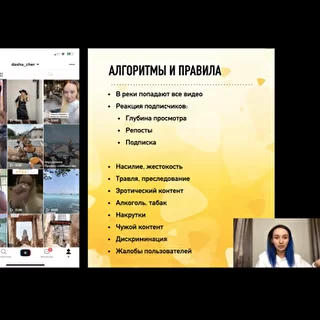 dasha_cher
АЛГОРИТМЫ И ПРАВИЛА
• В реки попадают все видео
• Реакция подписчиков:
• Глубина просмотра
• Репосты
• Подписка
• Насилие, жестокость
• Травля, преследование
• Эротический контент
• Алкоголь, табак
• Накрутки
• Чужой контент
• Дискриминация
• Жалобы пользователей